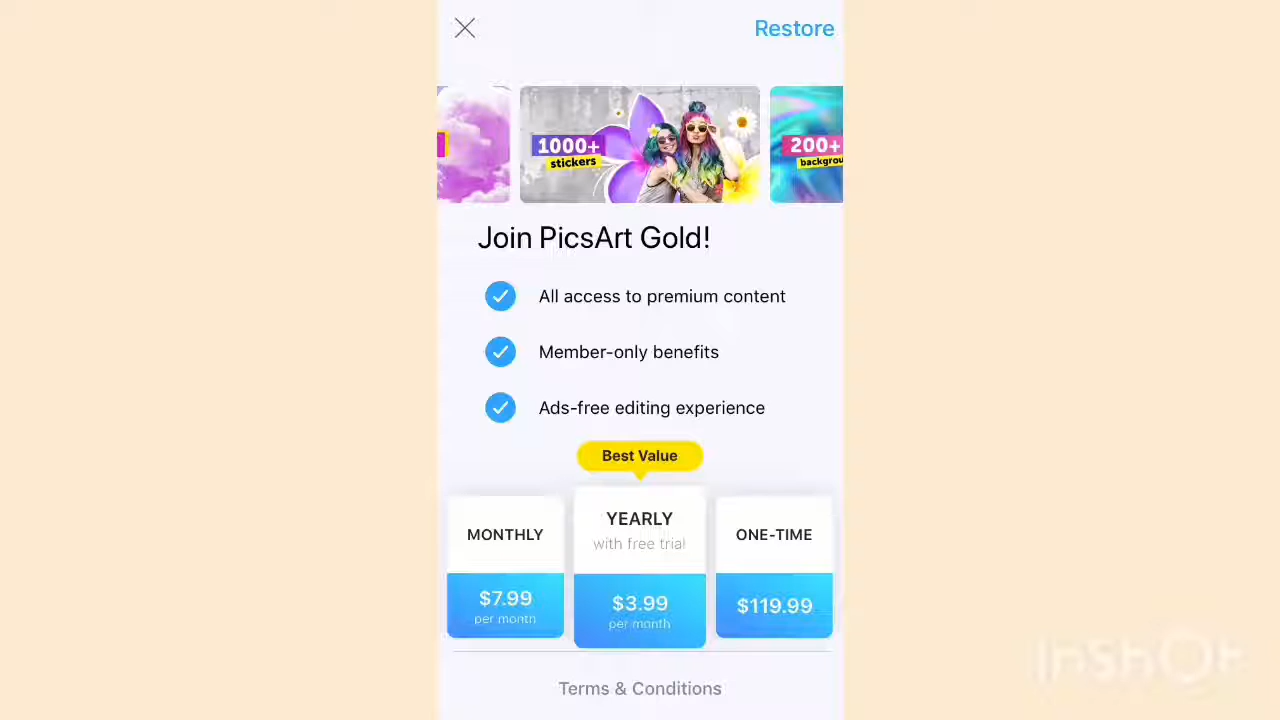 Restore
1000+
stickers
200+
backgrou
Join PicsArt Gold!
All access to premium content
Member-only benefits
Ads-free editing experience
Best Value
MONTHLY
$7.99
per month
YEARLY
with free trial
$3.99
per month
ONE-TIME
$119.99
Terms & Conditions
InShOt